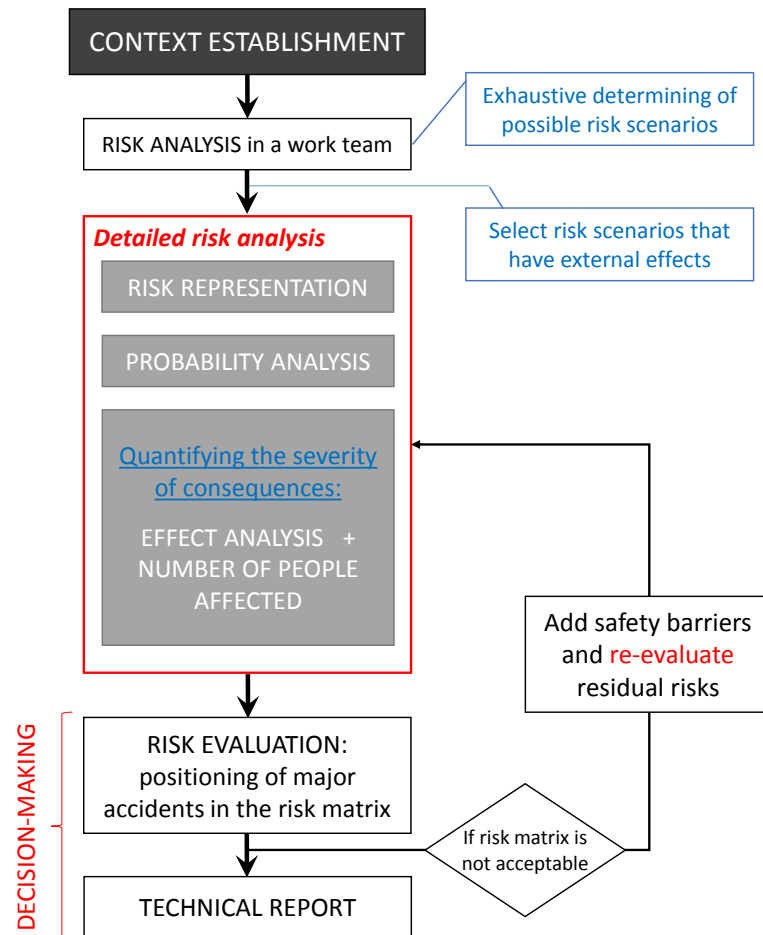 CONTEXT ESTABLISHMENT
Exhaustive determining of
possible risk scenarios
RISK ANALYSIS in a work team
Select risk scenarios that
have external effects
Detailed risk analysis
RISK REPRESENTATION
PROBABILITY ANALYSIS
Quantifying the severity
of consequences:
EFFECT ANALYSIS +
NUMBER OF PEOPLE
AFFECTED
Add safety barriers
and re-evaluate
residual risks
DECISION-MAKING
RISK EVALUATION:
positioning of major
accidents in the risk matrix
If risk matrix is
not acceptable
TECHNICAL REPORT